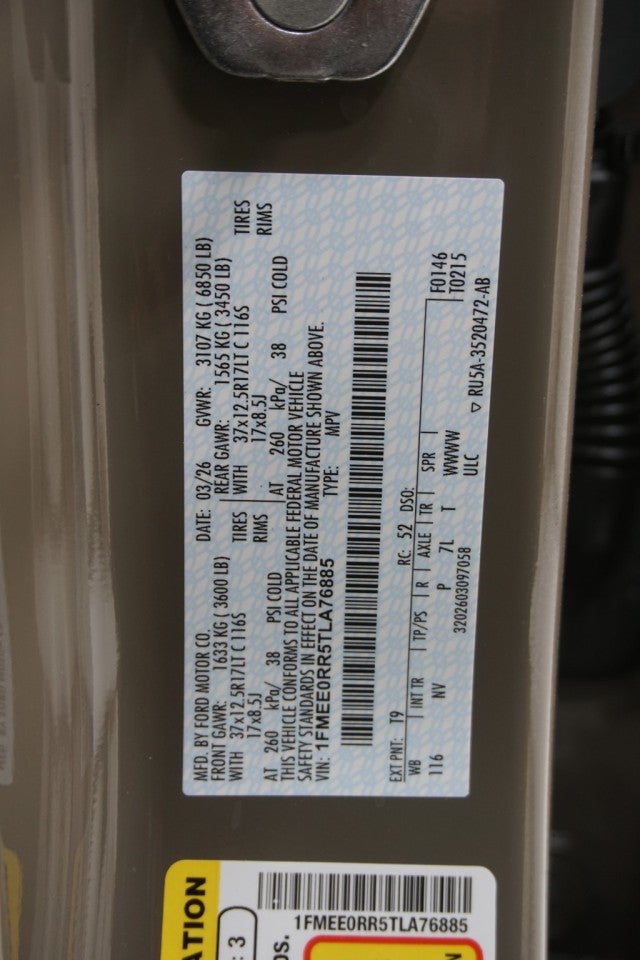 MFD. BY FORD MOTOR CO. DATE: 03/26 GVWR: 3107 KG ( 6850 LB)
FRONT GAWR: 1633 KG ( 3600 LB) REAR GAWR: 1565 KG ( 3450 LB)
WITH 37x12.5R17LT C 116S TIRES WITH 37x12.5R17LT C 116S TIRES
17x8.5J RIMS 17x8.5J RIMS
AT 260 kPa/ 38 PSI COLD AT 260 kPa/ 38 PSI COLD
THIS VEHICLE CONFORMS TO ALL APPLICABLE FEDERAL MOTOR VEHICLE
SAFETY STANDARDS IN EFFECT ON THE DATE OF MANUFACTURE SHOWN ABOVE.
VIN: 1FMEE0RR5TLA76885 TYPE: MPV
EXT PNT: T9 RC: 52 DSO: F0146
WB INT TR TP/PS R AXLE TR SPR T0215
116 NV P 7L T WWWW
ULC
3202603097058 ▽ RU5A-3520472-AB
ATION
: 3
OS.
1FMEE0RR5TLA76885